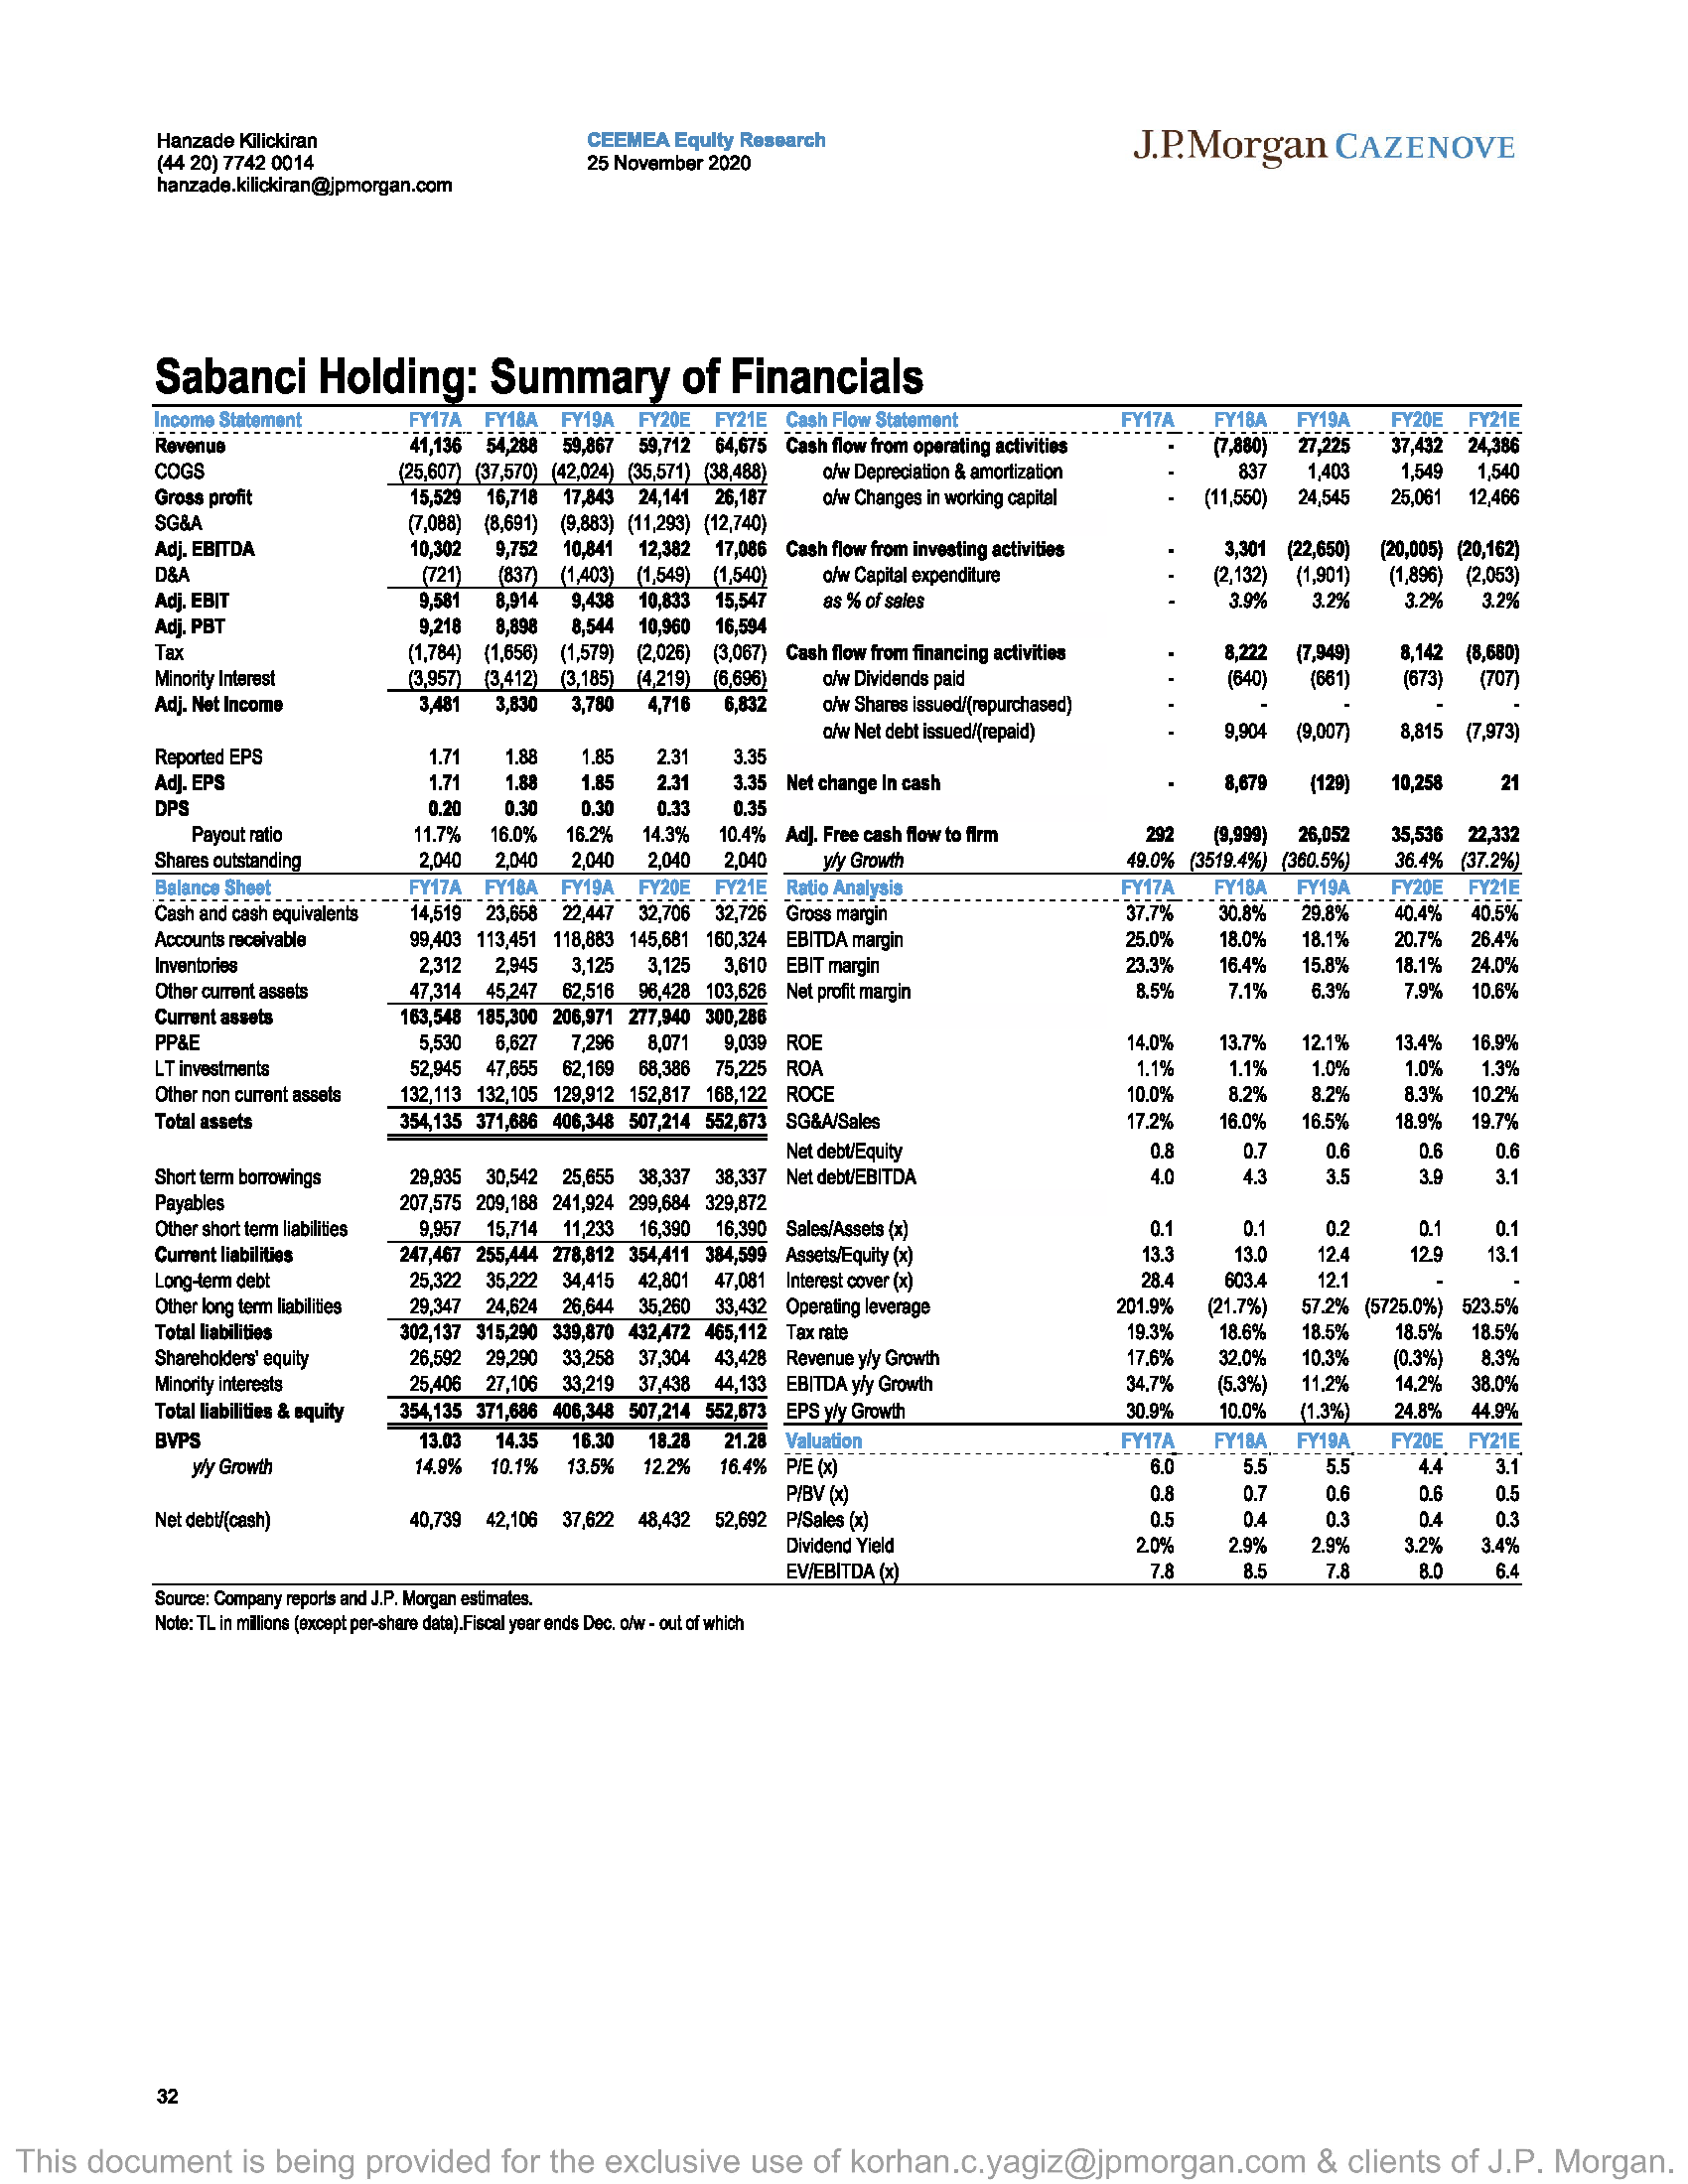 Hanzade Kilickiran
(44 20) 7742 0014
hanzade.kilickiran@jpmorgan.com
CEEMEA Equity Research
25 November 2020
J.P.Morgan CAZENOVE
Sabanci Holding: Summary of Financials
Income Statement FY17A FY18A FY19A FY20E FY21E
Revenue 41,136 54,288 59,867 59,712 64,675
COGS (25,607) (37,570) (42,024) (35,571) (38,488)
Gross profit 15,529 16,718 17,843 24,141 26,187
SG&A (7,088) (8,691) (9,883) (11,293) (12,740)
Adj. EBITDA 10,302 9,752 10,841 12,382 17,086
D&A (721) (837) (1,403) (1,549) (1,540)
Adj. EBIT 9,581 8,914 9,438 10,833 15,547
Adj. PBT 9,218 8,898 8,544 10,960 16,594
Tax (1,784) (1,656) (1,579) (2,026) (3,067)
Minority Interest (3,957) (3,412) (3,185) (4,219) (6,696)
Adj. Net Income 3,481 3,830 3,780 4,716 6,832
Reported EPS 1.71 1.88 1.85 2.31 3.35
Adj. EPS 1.71 1.88 1.85 2.31 3.35
DPS 0.20 0.30 0.30 0.33 0.35
Payout ratio 11.7% 16.0% 16.2% 14.3% 10.4%
Shares outstanding 2,040 2,040 2,040 2,040 2,040
Cash Flow Statement FY17A FY18A FY19A FY20E FY21E
Cash flow from operating activities - (7,880) 27,225 37,432 24,386
o/w Depreciation & amortization - 837 1,403 1,549 1,540
o/w Changes in working capital - (11,550) 24,545 25,061 12,466
Cash flow from investing activities - 3,301 (22,650) (20,005) (20,162)
o/w Capital expenditure - (2,132) (1,901) (1,896) (2,053)
as % of sales - 3.9% 3.2% 3.2% 3.2%
Cash flow from financing activities - 8,222 (7,949) 8,142 (8,680)
o/w Dividends paid - (640) (661) (673) (707)
o/w Shares issued/(repurchased) - - - - -
o/w Net debt issued/(repaid) - 9,904 (9,007) 8,815 (7,973)
Net change in cash - 8,679 (129) 10,258 21
Adj. Free cash flow to firm 292 (9,999) 26,052 35,536 22,332
y/y Growth 49.0% (3519.4%) (360.5%) 36.4% (37.2%)
Balance Sheet FY17A FY18A FY19A FY20E FY21E
Cash and cash equivalents 14,519 23,658 22,447 32,706 32,726
Accounts receivable 99,403 113,451 118,883 145,681 160,324
Inventories 2,312 2,945 3,125 3,125 3,610
Other current assets 47,314 45,247 62,516 96,428 103,626
Current assets 163,548 185,300 206,971 277,940 300,286
PP&E 5,530 6,627 7,296 8,071 9,039
LT investments 52,945 47,655 62,169 68,386 75,225
Other non current assets 132,113 132,105 129,912 152,817 168,122
Total assets 354,135 371,686 406,348 507,214 552,673
Short term borrowings 29,935 30,542 25,655 38,337 38,337
Payables 207,575 209,188 241,924 299,684 329,872
Other short term liabilities 9,957 15,714 11,233 16,390 16,390
Current liabilities 247,467 255,444 278,812 354,411 384,599
Long-term debt 25,322 35,222 34,415 42,801 47,081
Other long term liabilities 29,347 24,624 26,644 35,260 33,432
Total liabilities 302,137 315,290 339,870 432,472 465,112
Shareholders' equity 26,592 29,290 33,258 37,304 43,428
Minority interests 25,406 27,106 33,219 37,438 44,133
Total liabilities & equity 354,135 371,686 406,348 507,214 552,673
BVPS 13.03 14.35 16.30 18.28 21.28
y/y Growth 14.9% 10.1% 13.5% 12.2% 16.4%
Net debt/(cash) 40,739 42,106 37,622 48,432 52,692
Ratio Analysis FY17A FY18A FY19A FY20E FY21E
Gross margin 37.7% 30.8% 29.8% 40.4% 40.5%
EBITDA margin 25.0% 18.0% 18.1% 20.7% 26.4%
EBIT margin 23.3% 16.4% 15.8% 18.1% 24.0%
Net profit margin 8.5% 7.1% 6.3% 7.9% 10.6%
ROE 14.0% 13.7% 12.1% 13.4% 16.9%
ROA 1.1% 1.1% 1.0% 1.0% 1.3%
ROCE 10.0% 8.2% 8.2% 8.3% 10.2%
SG&A/Sales 17.2% 16.0% 16.5% 18.9% 19.7%
Net debt/Equity 0.8 0.7 0.6 0.6 0.6
Net debt/EBITDA 4.0 4.3 3.5 3.9 3.1
Sales/Assets (x) 0.1 0.1 0.2 0.1 0.1
Assets/Equity (x) 13.3 13.0 12.4 12.9 13.1
Interest cover (x) 28.4 603.4 12.1 - -
Operating leverage 201.9% (21.7%) 57.2% (5725.0%) 523.5%
Tax rate 19.3% 18.6% 18.5% 18.5% 18.5%
Revenue y/y Growth 17.6% 32.0% 10.3% (0.3%) 8.3%
EBITDA y/y Growth 34.7% (5.3%) 11.2% 14.2% 38.0%
EPS y/y Growth 30.9% 10.0% (1.3%) 24.8% 44.9%
Valuation FY17A FY18A FY19A FY20E FY21E
P/E (x) 6.0 5.5 5.5 4.4 3.1
P/BV (x) 0.8 0.7 0.6 0.6 0.5
P/Sales (x) 0.5 0.4 0.3 0.4 0.3
Dividend Yield 2.0% 2.9% 2.9% 3.2% 3.4%
EV/EBITDA (x) 7.8 8.5 7.8 8.0 6.4
Source: Company reports and J.P. Morgan estimates.
Note: TL in millions (except per-share data).Fiscal year ends Dec. o/w - out of which
32
This document is being provided for the exclusive use of korhan.c.yagiz@jpmorgan.com & clients of J.P. Morgan.